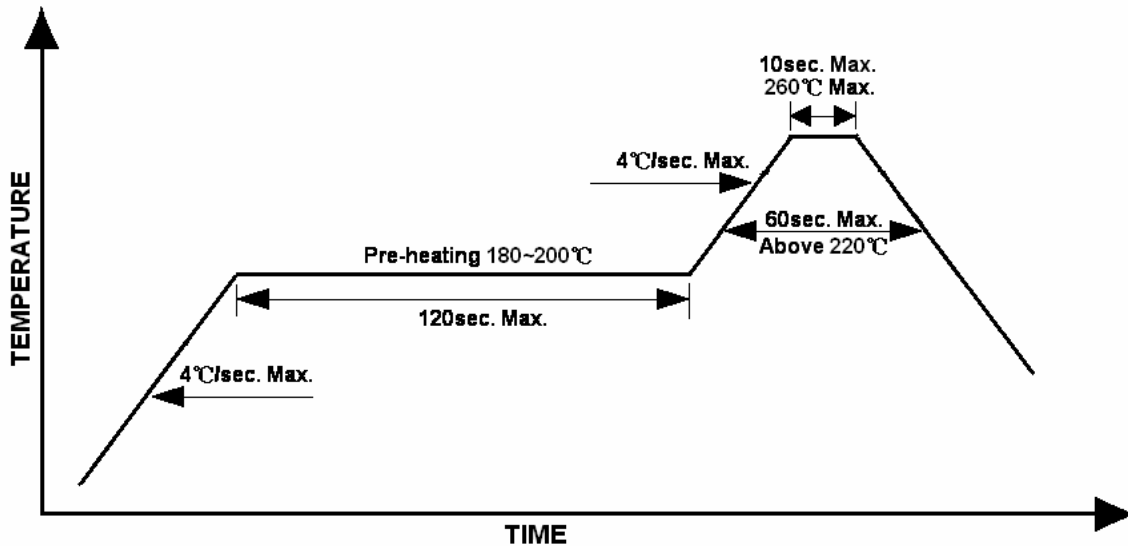 10sec. Max.
260℃ Max.
4℃/sec. Max.
60sec. Max.
Above 220℃
Pre-heating 180~200℃
120sec. Max.
4℃/sec. Max.
TEMPERATURE
TIME